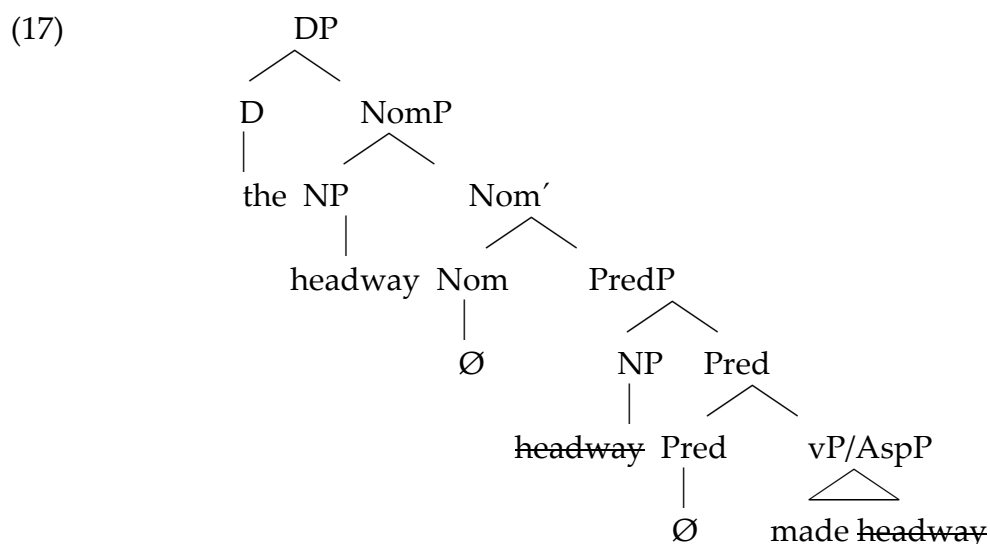 (17) DP
D NomP
the NP Nom′
headway Nom PredP
Ø NP Pred
headway Pred vP/AspP
Ø made headway